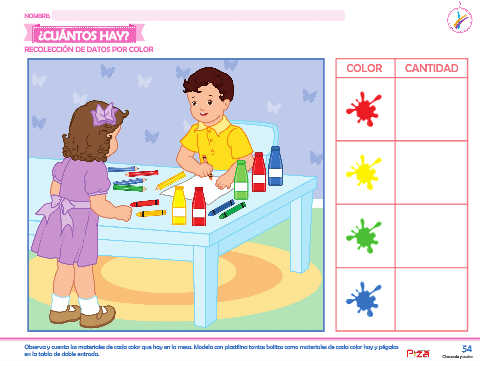 NOMBRE:
¿CUÁNTOS HAY?
RECOLECCIÓN DE DATOS POR COLOR
COLOR CANTIDAD
Observa y cuenta los materiales de cada color que hay en la mesa. Modela con plastilina tantas bolitas como materiales de cada color hay y pégalas
en la tabla de doble entrada.
54